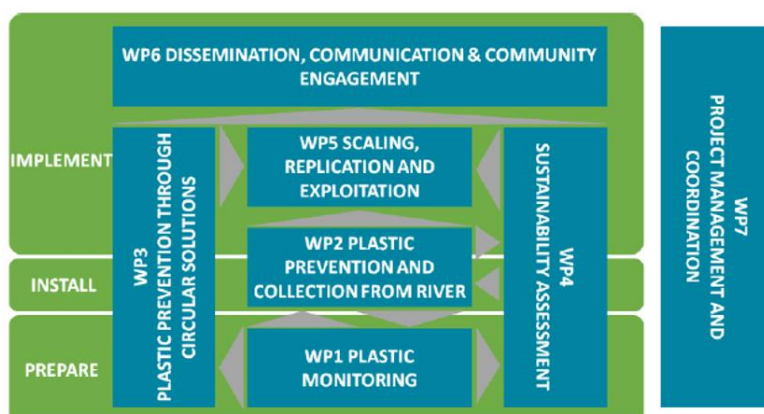 WP6 DISSEMINATION, COMMUNICATION & COMMUNITY
ENGAGEMENT
IMPLEMENT
WP3
PLASTIC PREVENTION THROUGH
CIRCULAR SOLUTIONS
WP5 SCALING,
REPLICATION AND
EXPLOITATION
WP4
SUSTAINABILITY ASSESSMENT
WP7
PROJECT MANAGEMENT AND
COORDINATION
INSTALL
WP2 PLASTIC
PREVENTION AND
COLLECTION FROM RIVER
PREPARE
WP1 PLASTIC
MONITORING